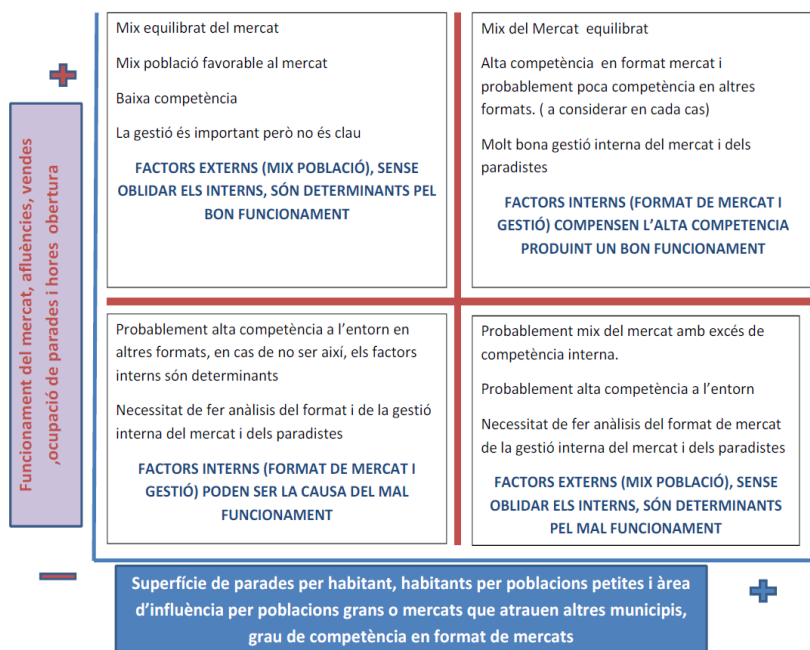 Mix equilibrat del mercat
Mix població favorable al mercat
Baixa competència
La gestió és important però no és clau
FACTORS EXTERNS (MIX POBLACIÓ), SENSE
OBLIDAR ELS INTERNS, SÓN DETERMINANTS PEL
BON FUNCIONAMENT
Mix del Mercat equilibrat
Alta competència en format mercat i
probablement poca competència en altres
formats. ( a considerar en cada cas)
Molt bona gestió interna del mercat i dels
paradistes
FACTORS INTERNS (FORMAT DE MERCAT I
GESTIÓ) COMPENSEN L'ALTA COMPETENCIA
PRODUINT UN BON FUNCIONAMENT
Funcionament del mercat, afluències, vendes
,ocupació de parades i hores obertura
Probablement alta competència a l'entorn en
altres formats, en cas de no ser així, els factors
interns són determinants
Necessitat de fer anàlisis del format i de la gestió
interna del mercat i dels paradistes
FACTORS INTERNS (FORMAT DE MERCAT I
GESTIÓ) PODEN SER LA CAUSA DEL MAL
FUNCIONAMENT
Probablement mix del mercat amb excés de
competència interna.
Probablement alta competència a l'entorn
Necessitat de fer anàlisis del format de mercat
de la gestió interna del mercat i dels paradistes
FACTORS EXTERNS (MIX POBLACIÓ), SENSE
OBLIDAR ELS INTERNS, SÓN DETERMINANTS
PEL MAL FUNCIONAMENT
Superfície de parades per habitant, habitants per poblacions petites i àrea
d'influència per poblacions grans o mercats que atrauen altres municipis,
grau de competència en format de mercats